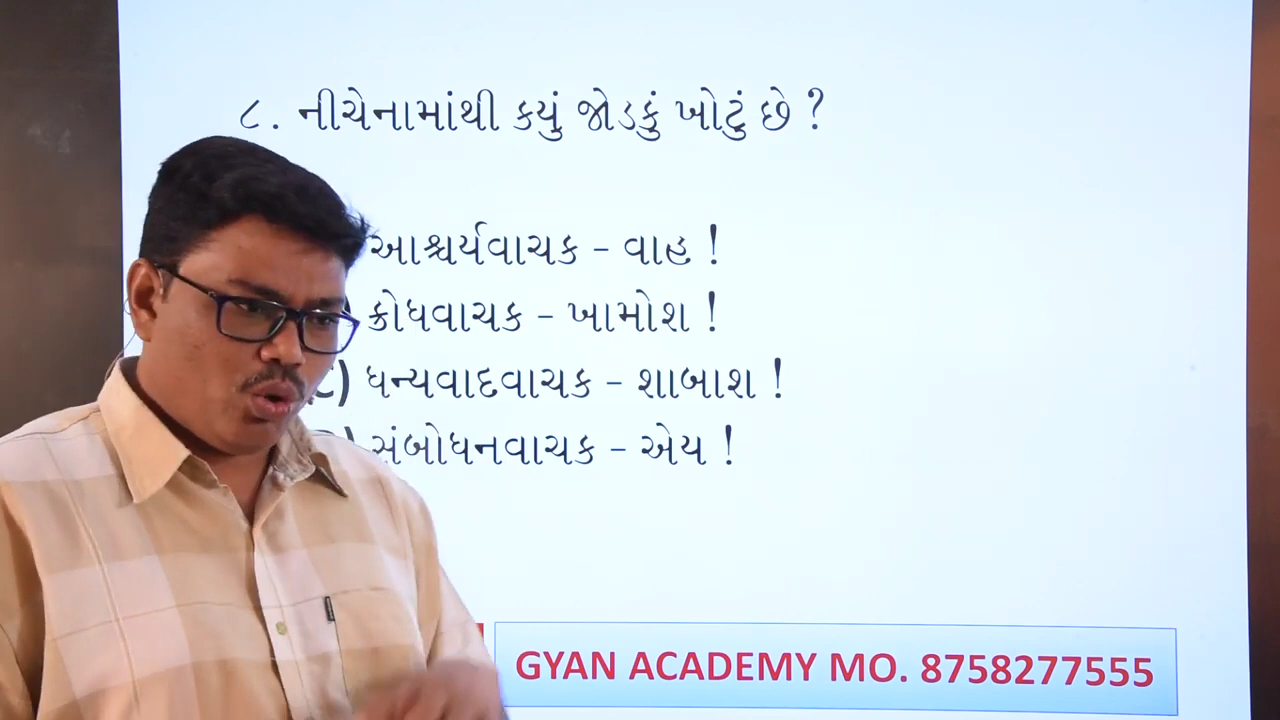 ૮. નીચેનામાંથી કયું જોડકું ખોટું છે ?
આશ્ચર્યવાચક - વાહ !
) ક્રોધવાચક - ખામોશ !
C) ધન્યવાદવાચક - શાબાશ !
) સંબોધનવાચક - એય !
GYAN ACADEMY MO. 8758277555